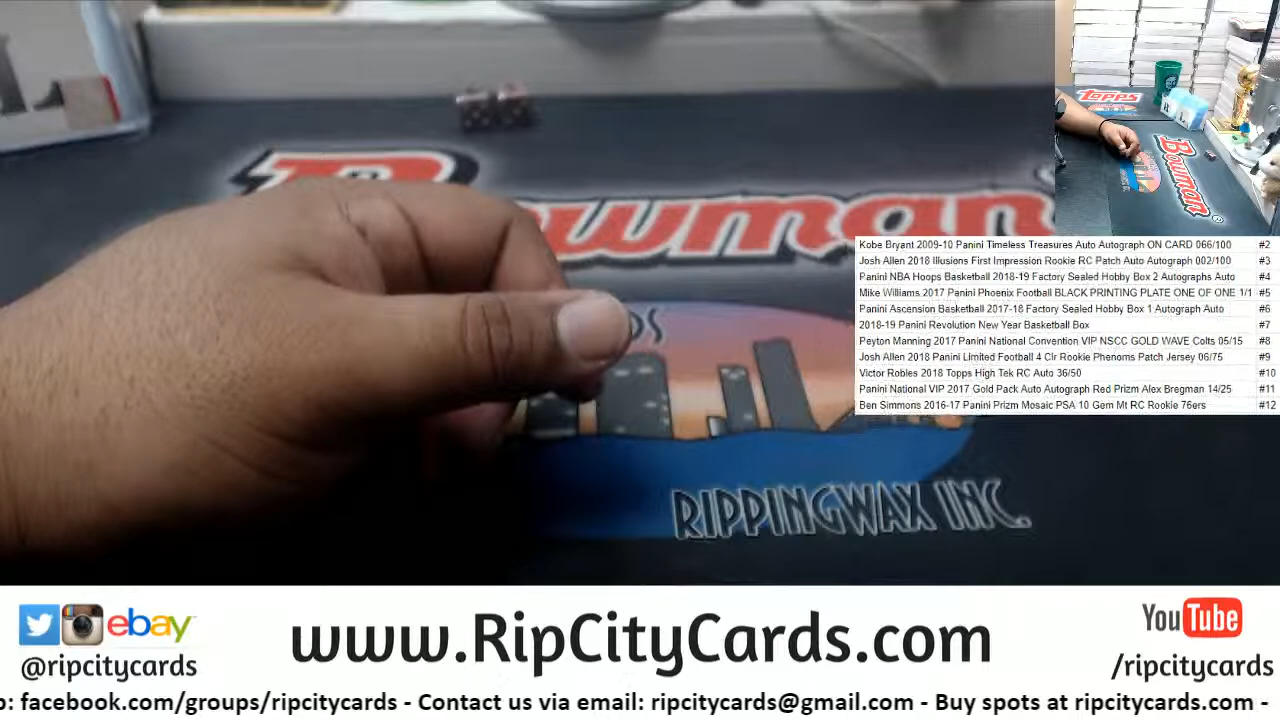 Bowman
TOPPS
Bowman
Kobe Bryant 2009-10 Panini Timeless Treasures Auto Autograph ON CARD 066/100 #2
Josh Allen 2018 Illusions First Impression Rookie RC Patch Auto Autograph 002/100 #3
Panini NBA Hoops Basketball 2018-19 Factory Sealed Hobby Box 2 Autographs Auto #4
Mike Williams 2017 Panini Phoenix Football BLACK PRINTING PLATE ONE OF ONE 1/1 #5
Panini Ascension Basketball 2017-18 Factory Sealed Hobby Box 1 Autograph Auto #6
2018-19 Panini Revolution New Year Basketball Box #7
Peyton Manning 2017 Panini National Convention VIP NSCC GOLD WAVE Colts 05/15 #8
Josh Allen 2018 Panini Limited Football 4 Clr Rookie Phenoms Patch Jersey 06/75 #9
Victor Robles 2018 Topps High Tek RC Auto 36/50 #10
Panini National VIP 2017 Gold Pack Auto Autograph Red Prizm Alex Bregman 14/25 #11
Ben Simmons 2016-17 Panini Prizm Mosaic PSA 10 Gem Mt RC Rookie 76ers #12
RIPPINGWAX INC.
ebay
@ripcitycards
www.RipCityCards.com
YouTube
/ripcitycards
p: facebook.com/groups/ripcitycards - Contact us via email: ripcitycards@gmail.com - Buy spots at ripcitycards.com -